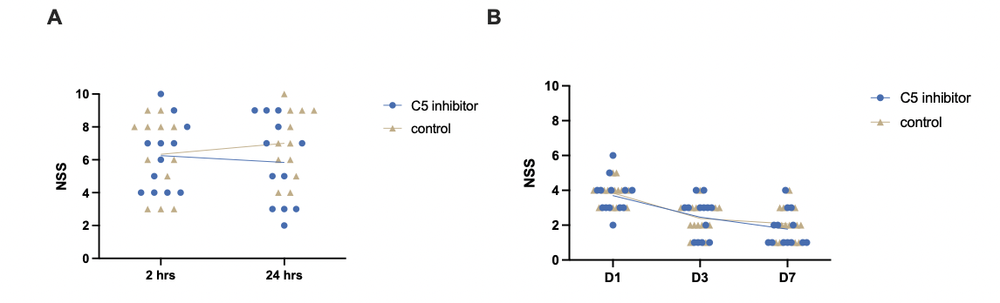 A
B
NSS
10
8
6
4
2
0
2 hrs
24 hrs
C5 inhibitor
control
NSS
10
8
6
4
2
0
D1
D3
D7
C5 inhibitor
control